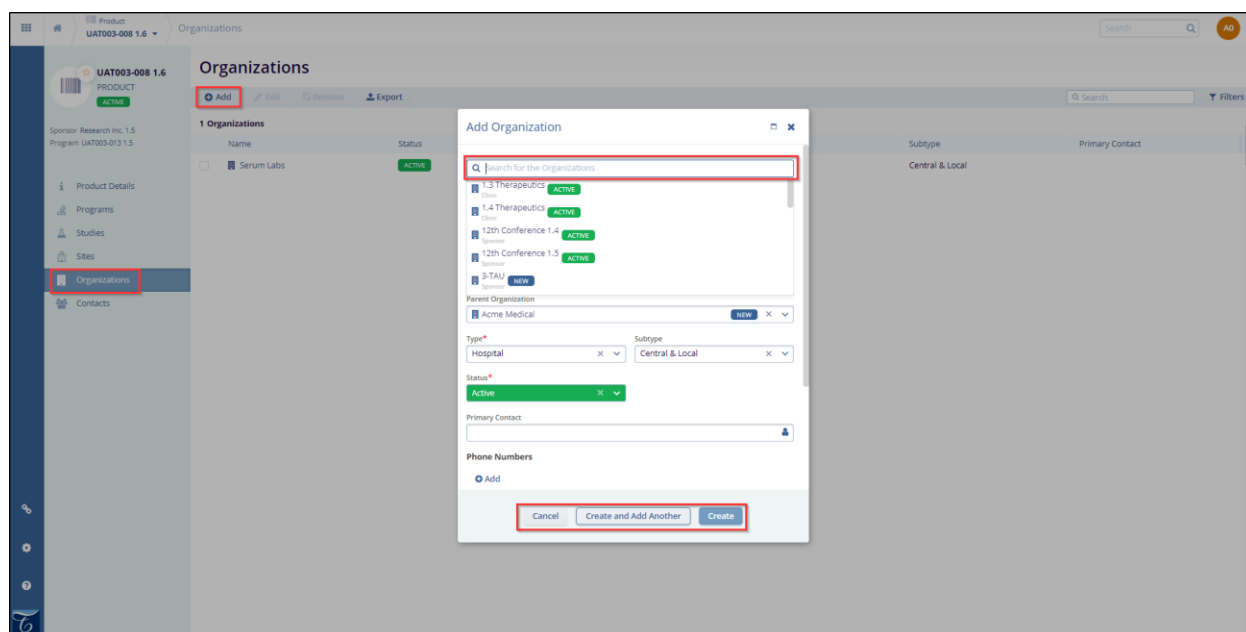 Product
UAT003-008 1.6
Organizations
Search
AD
UAT003-008 1.6
PRODUCT
ACTIVE
Sponsor Research Inc. 1.5
Program UAT003-013 1.5
Product Details
Programs
Studies
Sites
Organizations
Contacts
Organizations
Add Edit Remove Export
Search
Filters
1 Organizations
Name Status Subtype Primary Contact
Serum Labs ACTIVE Central & Local
Add Organization
Search for the Organizations
1.3 Therapeutics ACTIVE
Clinic
1.4 Therapeutics ACTIVE
Clinic
12th Conference 1.4 ACTIVE
Sponsor
12th Conference 1.5 ACTIVE
Sponsor
3-TAU NEW
Sponsor
Parent Organization
Acme Medical NEW
Type* Subtype
Hospital Central & Local
Status*
Active
Primary Contact
Phone Numbers
Add
Cancel Create and Add Another Create